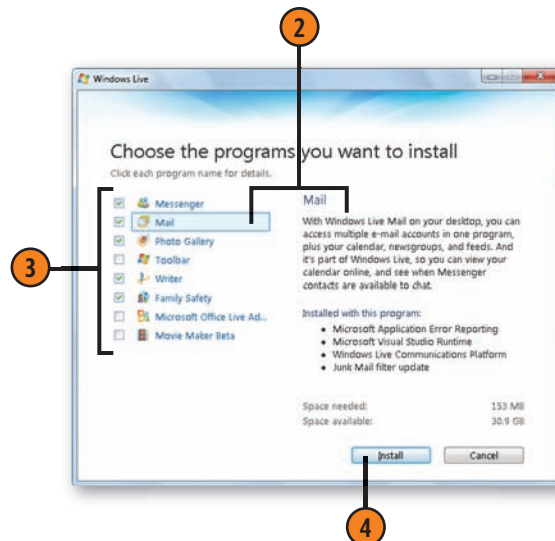 2
Windows Live
Choose the programs you want to install
Click each program name for details.
3
Messenger
Mail
Photo Gallery
Toolbar
Writer
Family Safety
Microsoft Office Live Ad...
Movie Maker Beta
Mail
With Windows Live Mail on your desktop, you can
access multiple e-mail accounts in one program,
plus your calendar, newsgroups, and feeds. And
it's part of Windows Live, so you can view your
calendar online, and see when Messenger
contacts are available to chat.
Installed with this program:
• Microsoft Application Error Reporting
• Microsoft Visual Studio Runtime
• Windows Live Communications Platform
• Junk Mail filter update
Space needed: 153 MB
Space available: 30.9 GB
Install Cancel
4